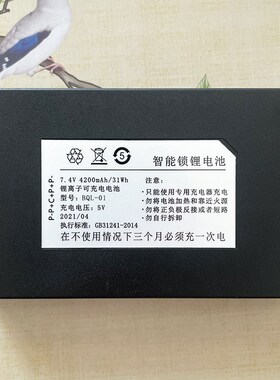 智能锁锂电池
7.4V 4200mAh/31Wh
锂离子可充电电池
型号: BQL-01
充电电压: 5V
2021/04
执行标准: GB31241-2014
注意:
•只能使用专用充电器充电
•勿将电池加热和靠近火源
•勿将正负极反接或者短路
•勿自行拆卸
在不使用情况下三个月必须充一次电
P-P+C+P+P-
5